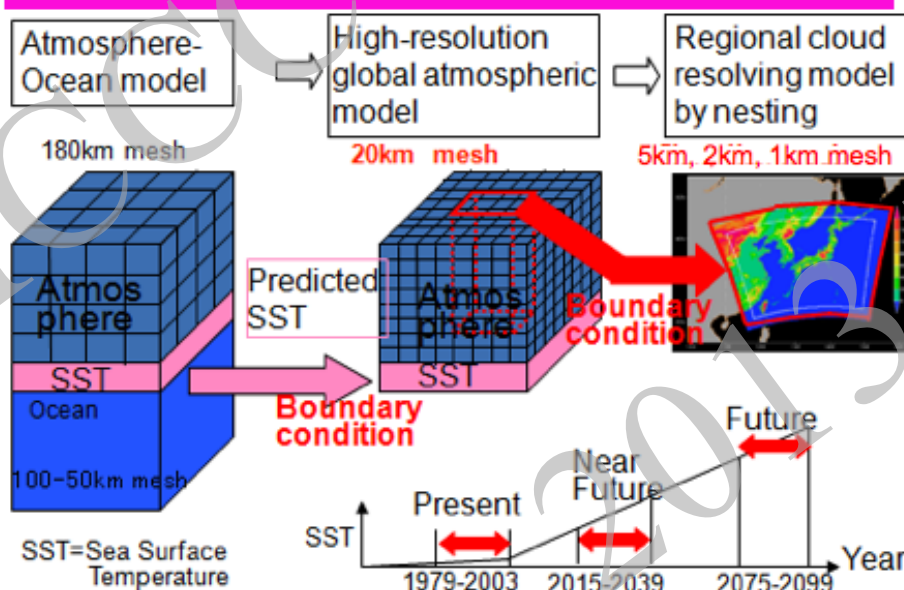 Atmosphere-
Ocean model
High-resolution
global atmospheric
model
Regional cloud
resolving model
by nesting
180km mesh
20km mesh
5km, 2km, 1km mesh
Atmos
phere
SST
Ocean
100-50km mesh
Predicted
SST
Boundary
condition
Atmos
phere
SST
Boundary
condition
SST=Sea Surface
Temperature
SST
Present
Near
Future
Future
Year
1979-2003
2015-2039
2075-2099
2013